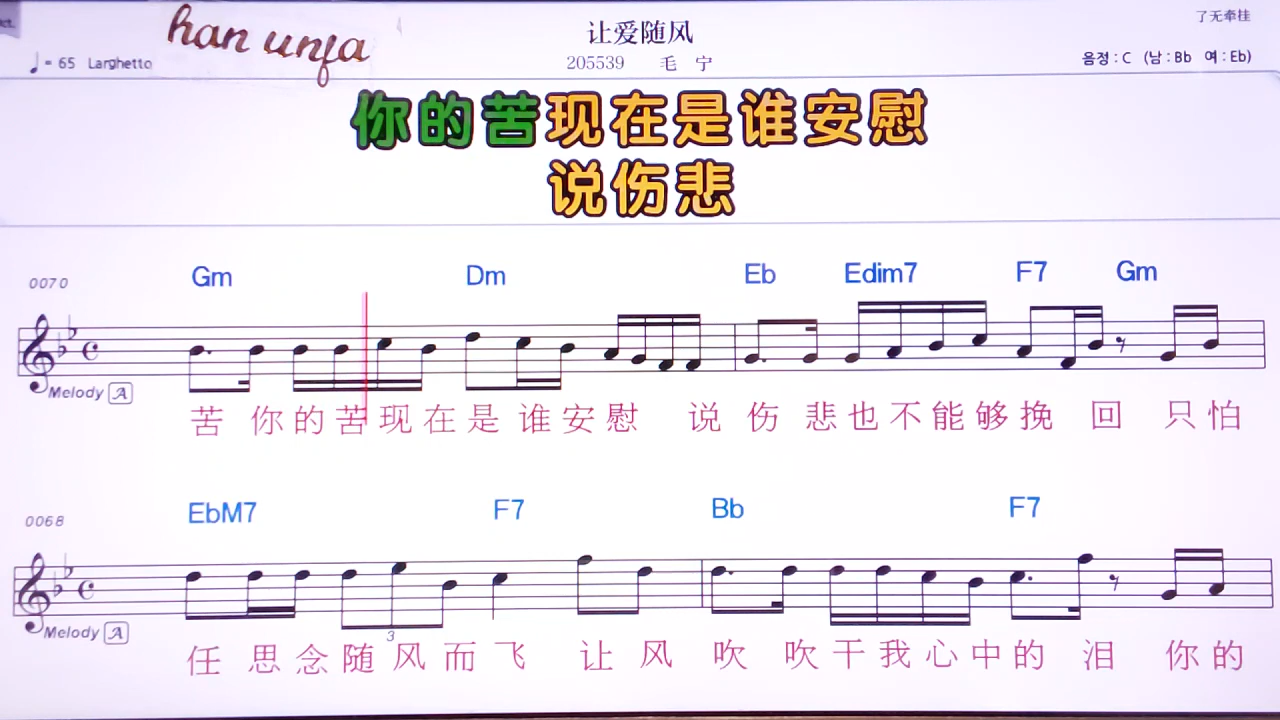 ct.
han unfa
让爱随风
了无牵挂
♩= 65 Larghetto
205539 毛 宁
음정 : C (남 : Bb 여 : Eb)
你的苦现在是谁安慰
说伤悲
0070
Gm Dm Eb Edim7 F7 Gm
Melody A
苦 你的苦现在是 谁安慰 说 伤 悲也不能够挽 回 只怕
0068
EbM7 F7 Bb F7
3
Melody A
任 思念随风而飞 让风 吹 吹干我心中的 泪 你的